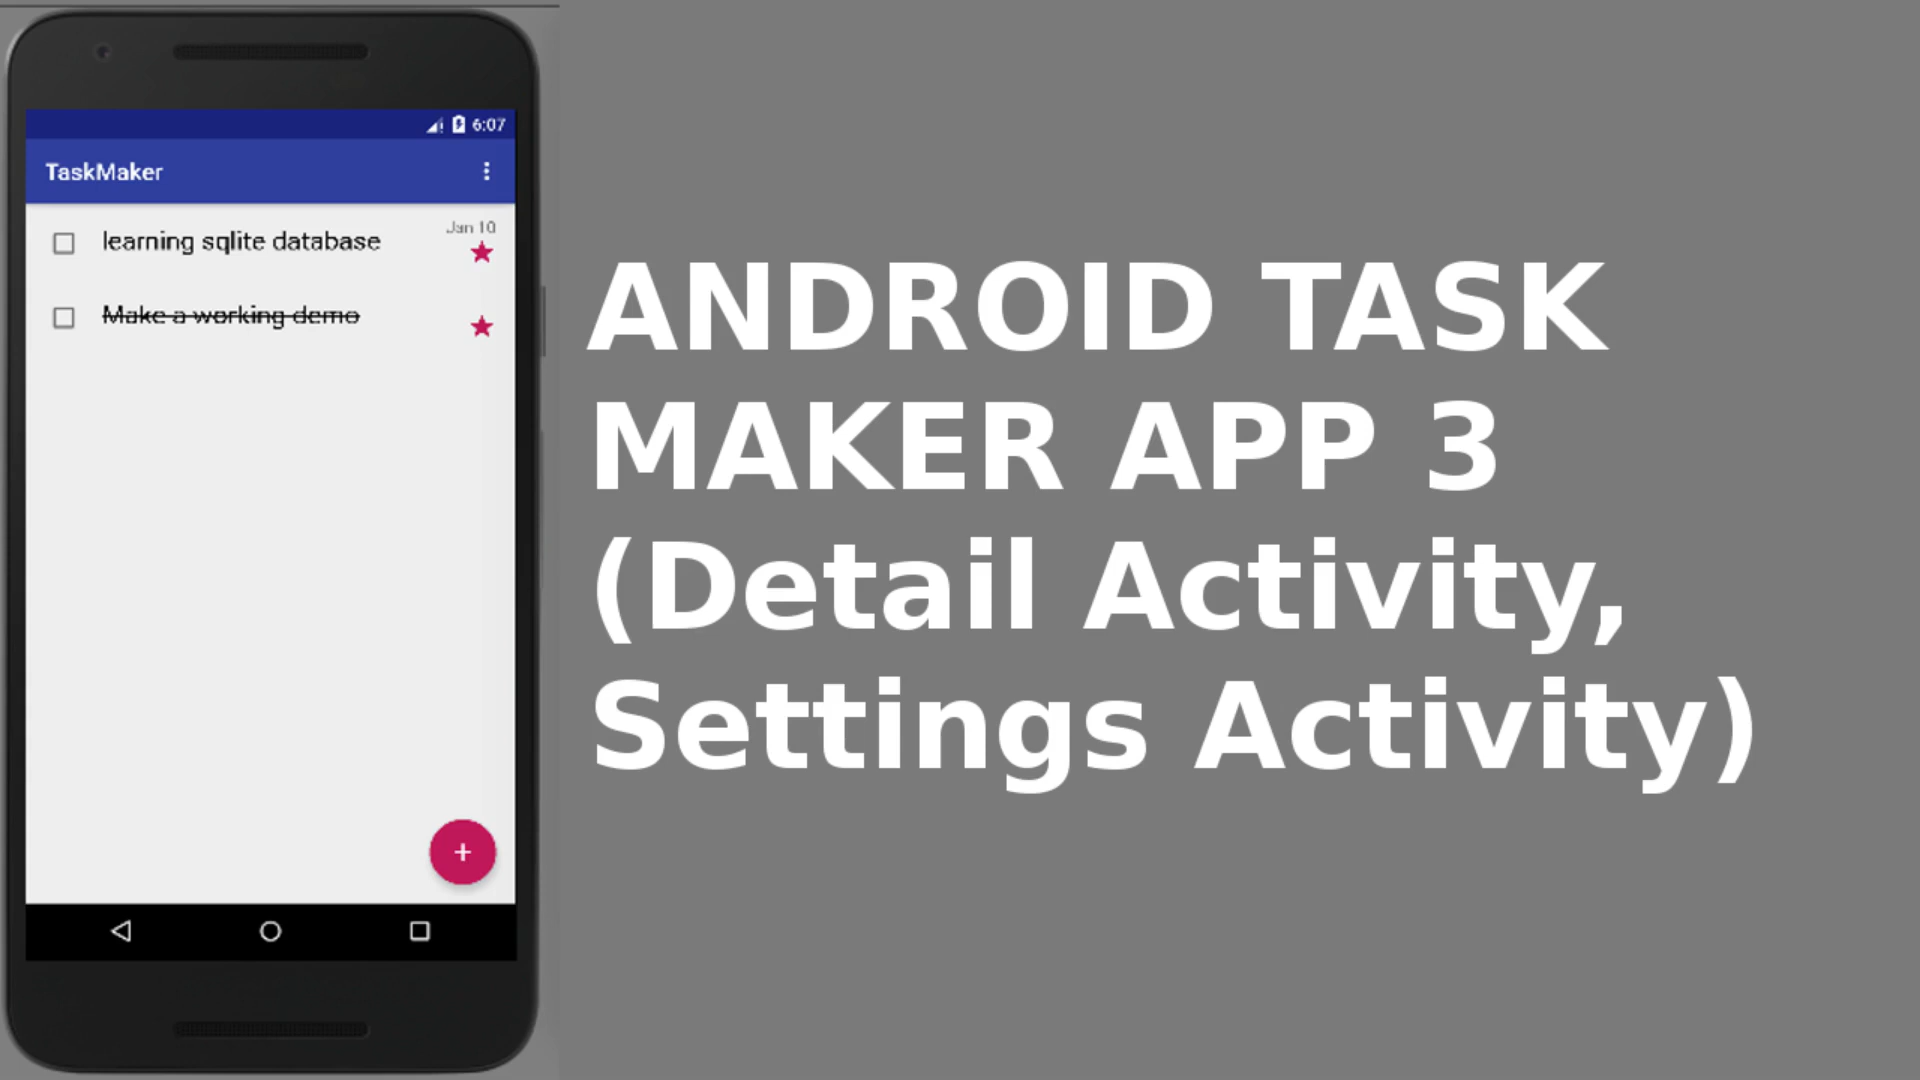 6:07
TaskMaker
learning sqlite database
Jan 10
Make a working demo
ANDROID TASK
MAKER APP 3
(Detail Activity,
Settings Activity)